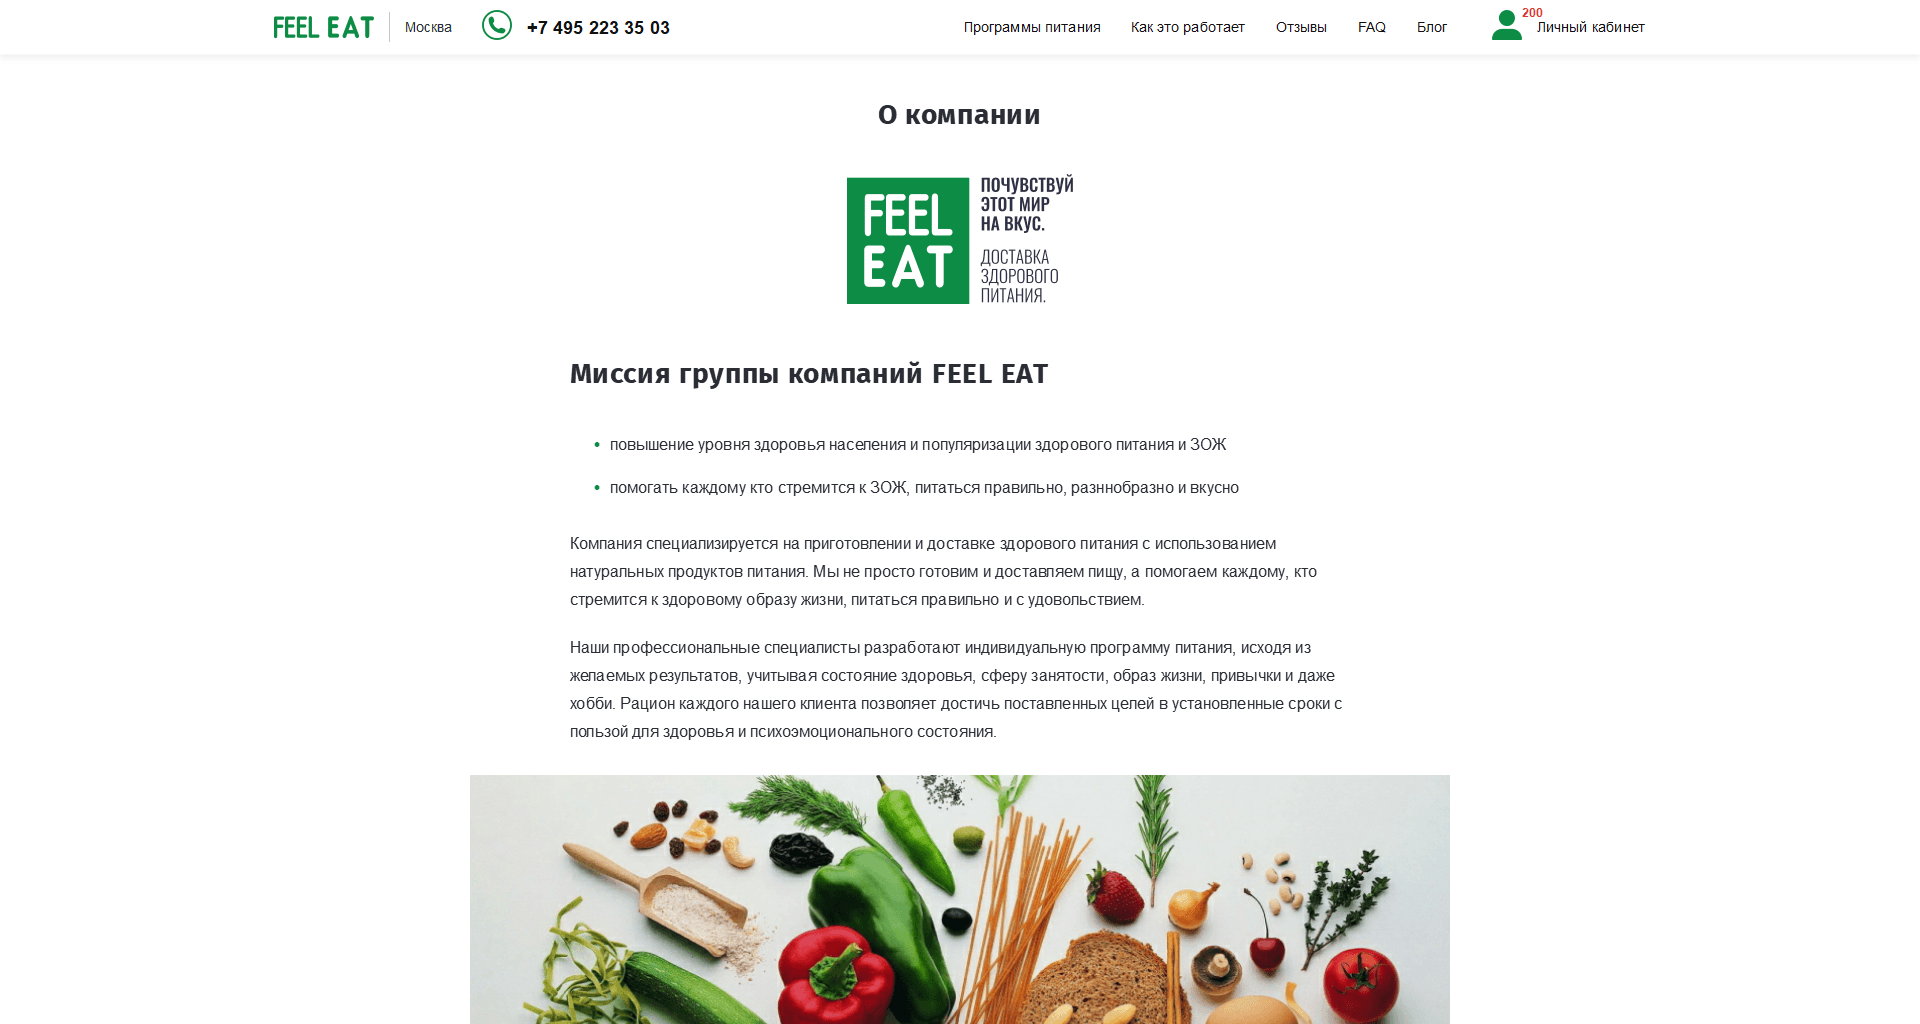 FEEL EAT
Москва
+7 495 223 35 03
Программы питания
Как это работает
Отзывы
FAQ
Блог
200
Личный кабинет
О компании
FEEL
EAT
ПОЧУВСТВУЙ
ЭТОТ МИР
НА ВКУС.
ДОСТАВКА
ЗДОРОВОГО
ПИТАНИЯ.
Миссия группы компаний FEEL EAT
• повышение уровня здоровья населения и популяризации здорового питания и ЗОЖ
• помогать каждому кто стремится к ЗОЖ, питаться правильно, разннобразно и вкусно
Компания специализируется на приготовлении и доставке здорового питания с использованием
натуральных продуктов питания. Мы не просто готовим и доставляем пищу, а помогаем каждому, кто
стремится к здоровому образу жизни, питаться правильно и с удовольствием.
Наши профессиональные специалисты разработают индивидуальную программу питания, исходя из
желаемых результатов, учитывая состояние здоровья, сферу занятости, образ жизни, привычки и даже
хобби. Рацион каждого нашего клиента позволяет достичь поставленных целей в установленные сроки с
пользой для здоровья и психоэмоционального состояния.